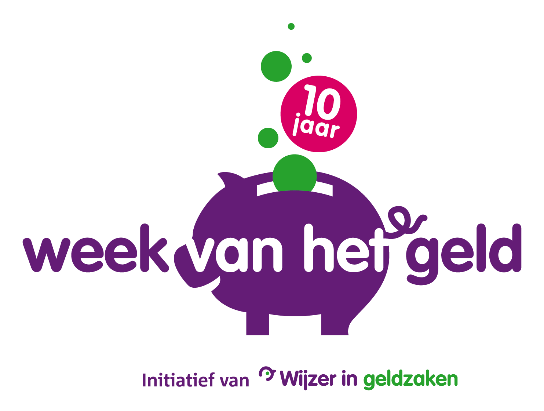 10
jaar
week van het geld
Initiatief van Wijzer in geldzaken